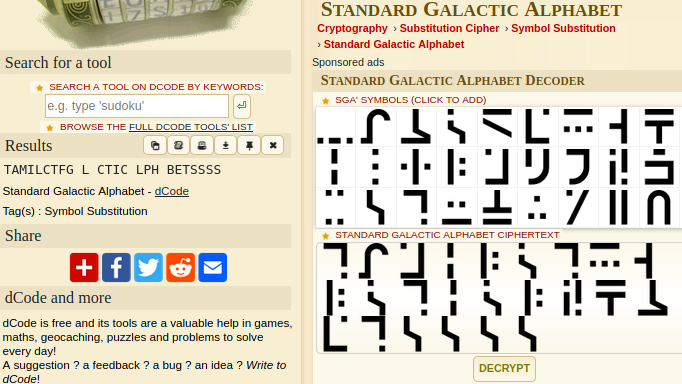 STANDARD GALACTIC ALPHABET
Cryptography › Substitution Cipher › Symbol Substitution
› Standard Galactic Alphabet
Search for a tool
★ SEARCH A TOOL ON DCODE BY KEYWORDS:
e.g. type 'sudoku'
★ BROWSE THE FULL DCODE TOOLS' LIST
Results
TAMILCTFG L CTIC LPH BETSSSS
Standard Galactic Alphabet - dCode
Tag(s) : Symbol Substitution
Share
dCode and more
dCode is free and its tools are a valuable help in games,
maths, geocaching, puzzles and problems to solve
every day!
A suggestion ? a feedback ? a bug ? an idea ? Write to
dCode!
Sponsored ads
STANDARD GALACTIC ALPHABET DECODER
★ SGA' SYMBOLS (CLICK TO ADD)
★ STANDARD GALACTIC ALPHABET CIPHERTEXT
DECRYPT